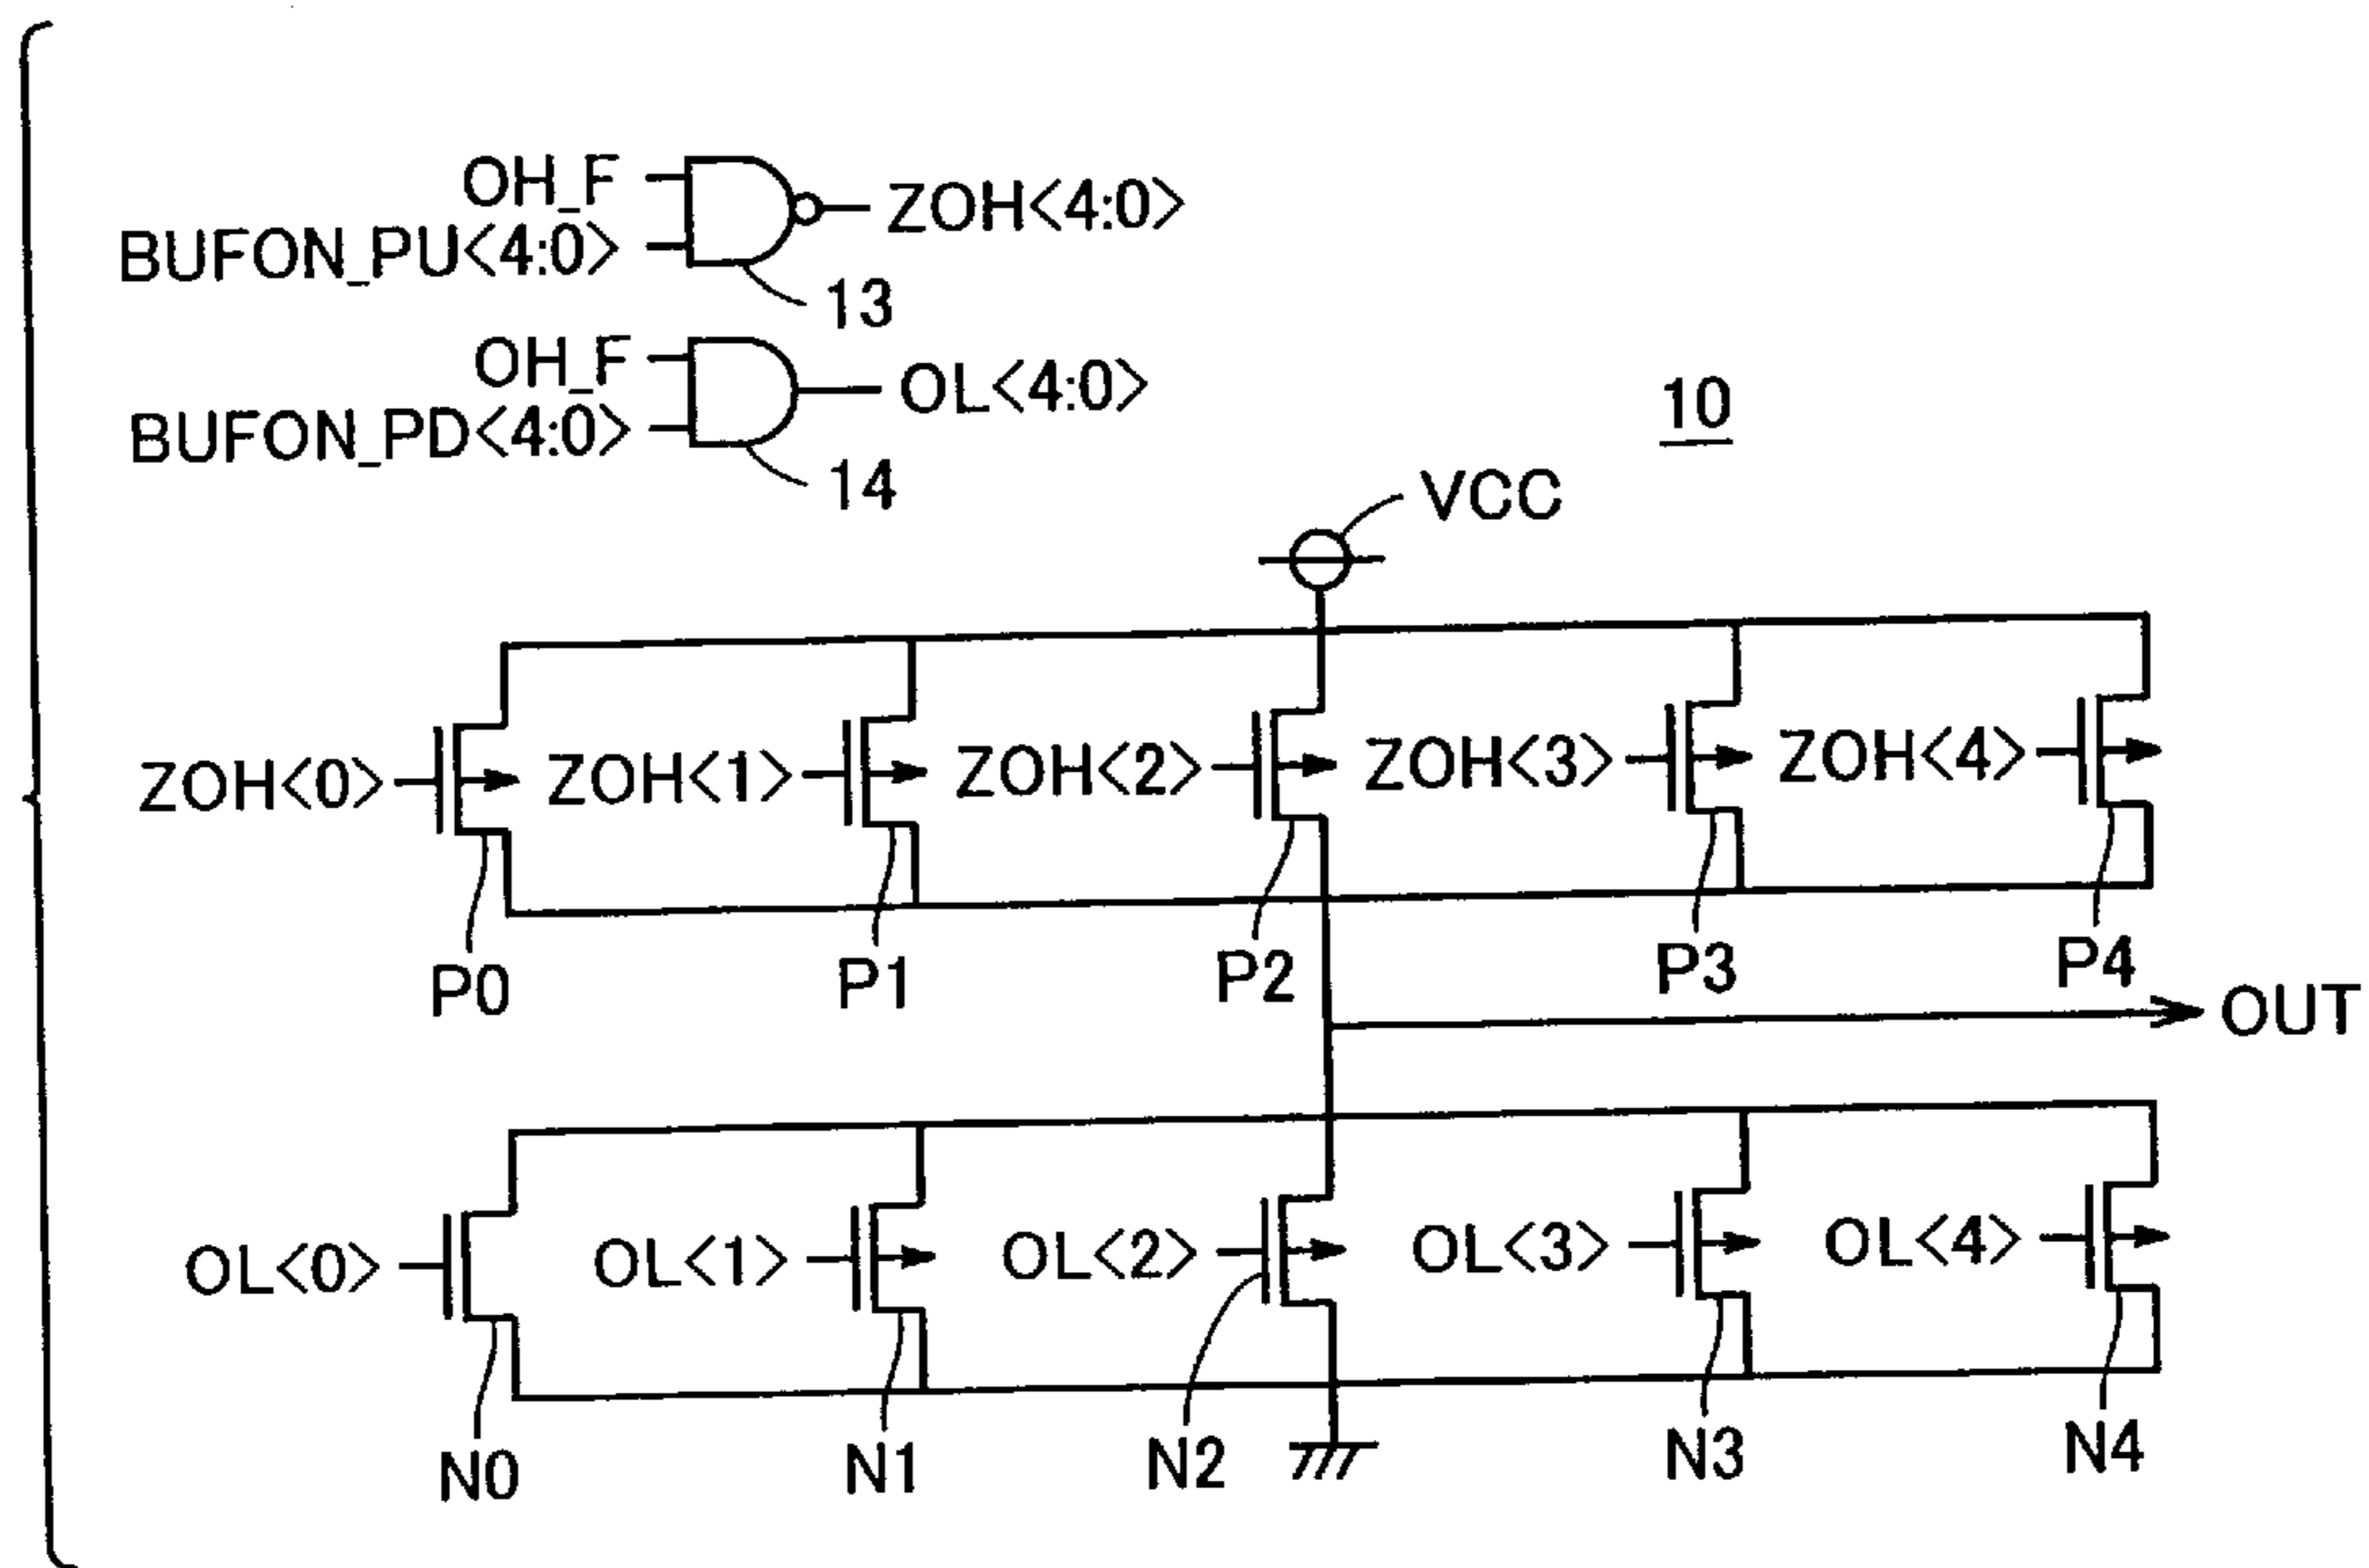 OH_F
BUFON_PU<4:0>
ZOH<4:0>
13
OH_F
BUFON_PD<4:0>
OL<4:0>
14
10
VCC
ZOH<0>
ZOH<1>
ZOH<2>
ZOH<3>
ZOH<4>
P0
P1
P2
P3
P4
OUT
OL<0>
OL<1>
OL<2>
OL<3>
OL<4>
N0
N1
N2
N3
N4